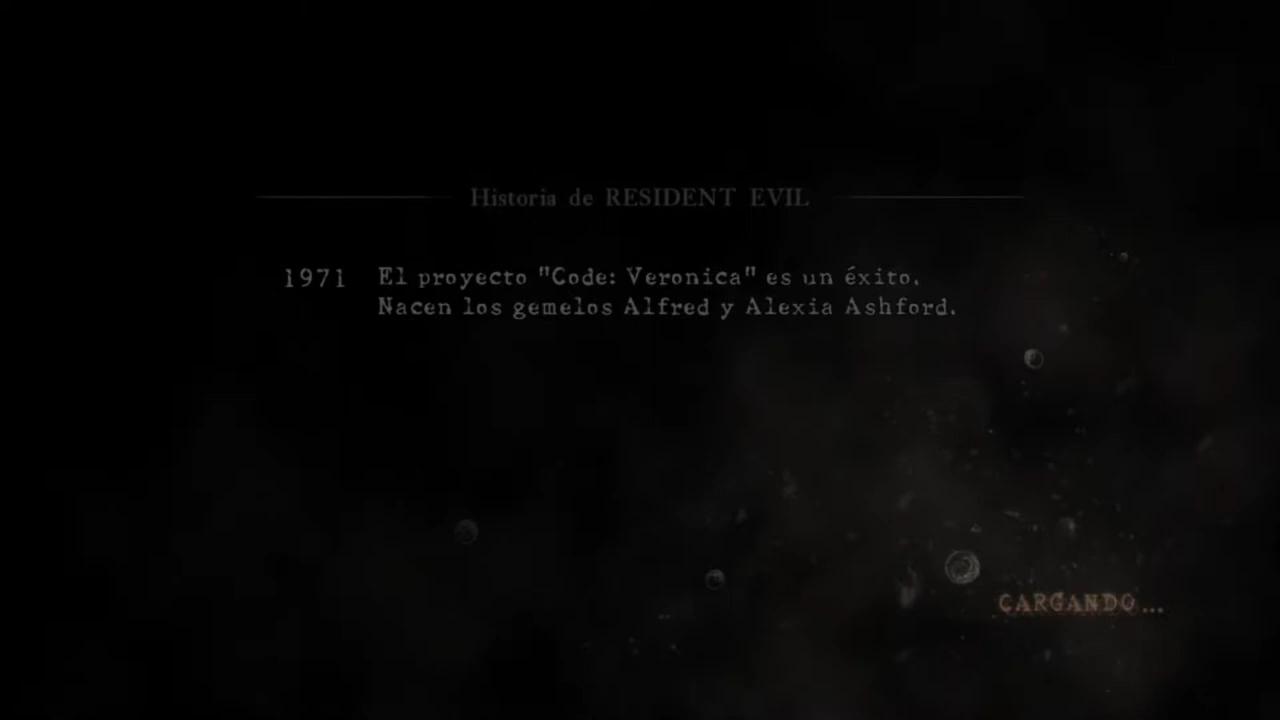 Historia de RESIDENT EVIL
1971 El proyecto "Code: Veronica" es un éxito.
Nacen los gemelos Alfred y Alexia Ashford.
CARGANDO...